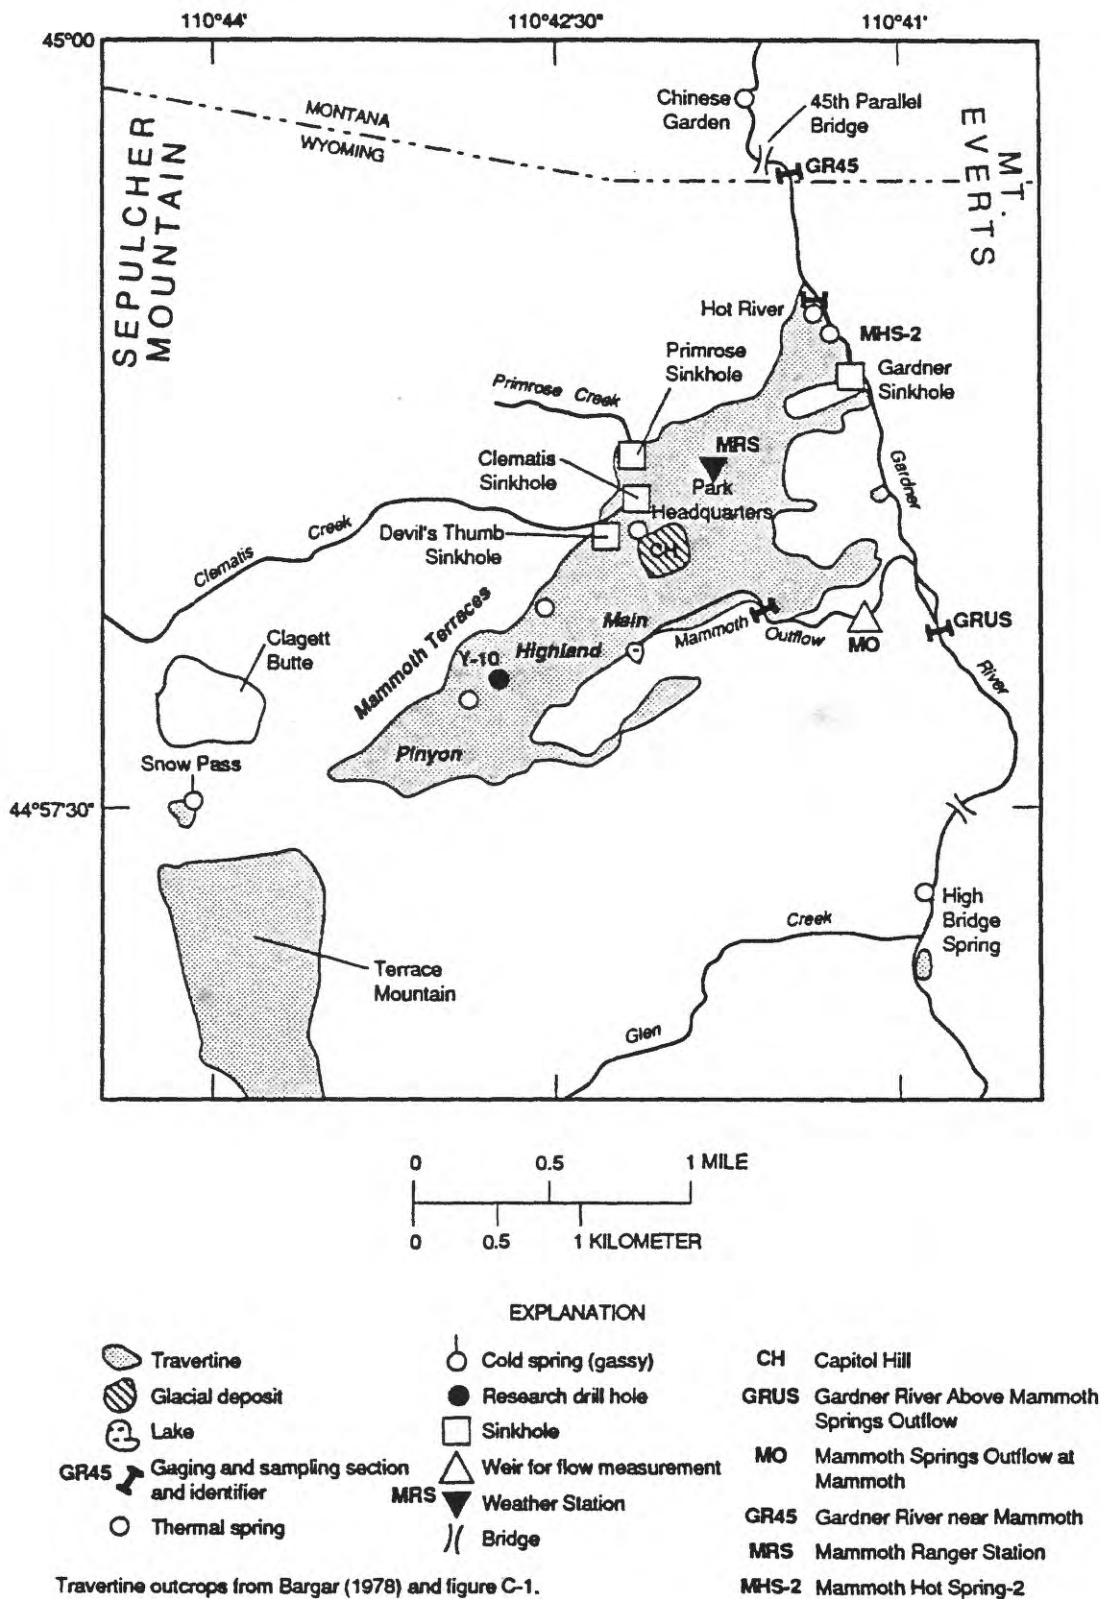 110°44'
110°42'30"
110°41'
45°00
MONTANA
WYOMING
SEPULCHER
MOUNTAIN
Chinese
Garden
45th Parallel
Bridge
GR45
MT.
EVERTS
Hot River
MHS-2
Primrose
Sinkhole
Gardner
Sinkhole
Primrose Creek
MRS
Clematis
Sinkhole
Park
Headquarters
Gardner
Devil's Thumb
Sinkhole
CH
Clematis Creek
Mammoth Terraces
Main
Mammoth Outflow
GRUS
MO
Clagett
Butte
Highland
Y-10
River
Pinyon
Snow Pass
44°57'30"
High
Bridge
Spring
Creek
Terrace
Mountain
Glen
0 0.5 1 MILE
0 0.5 1 KILOMETER
EXPLANATION
Travertine
Glacial deposit
Lake
GR45 Gaging and sampling section
and identifier
Thermal spring
Cold spring (gassy)
Research drill hole
Sinkhole
Weir for flow measurement
MRS Weather Station
Bridge
CH Capitol Hill
GRUS Gardner River Above Mammoth
Springs Outflow
MO Mammoth Springs Outflow at
Mammoth
GR45 Gardner River near Mammoth
MRS Mammoth Ranger Station
MHS-2 Mammoth Hot Spring-2
Travertine outcrops from Bargar (1978) and figure C-1.